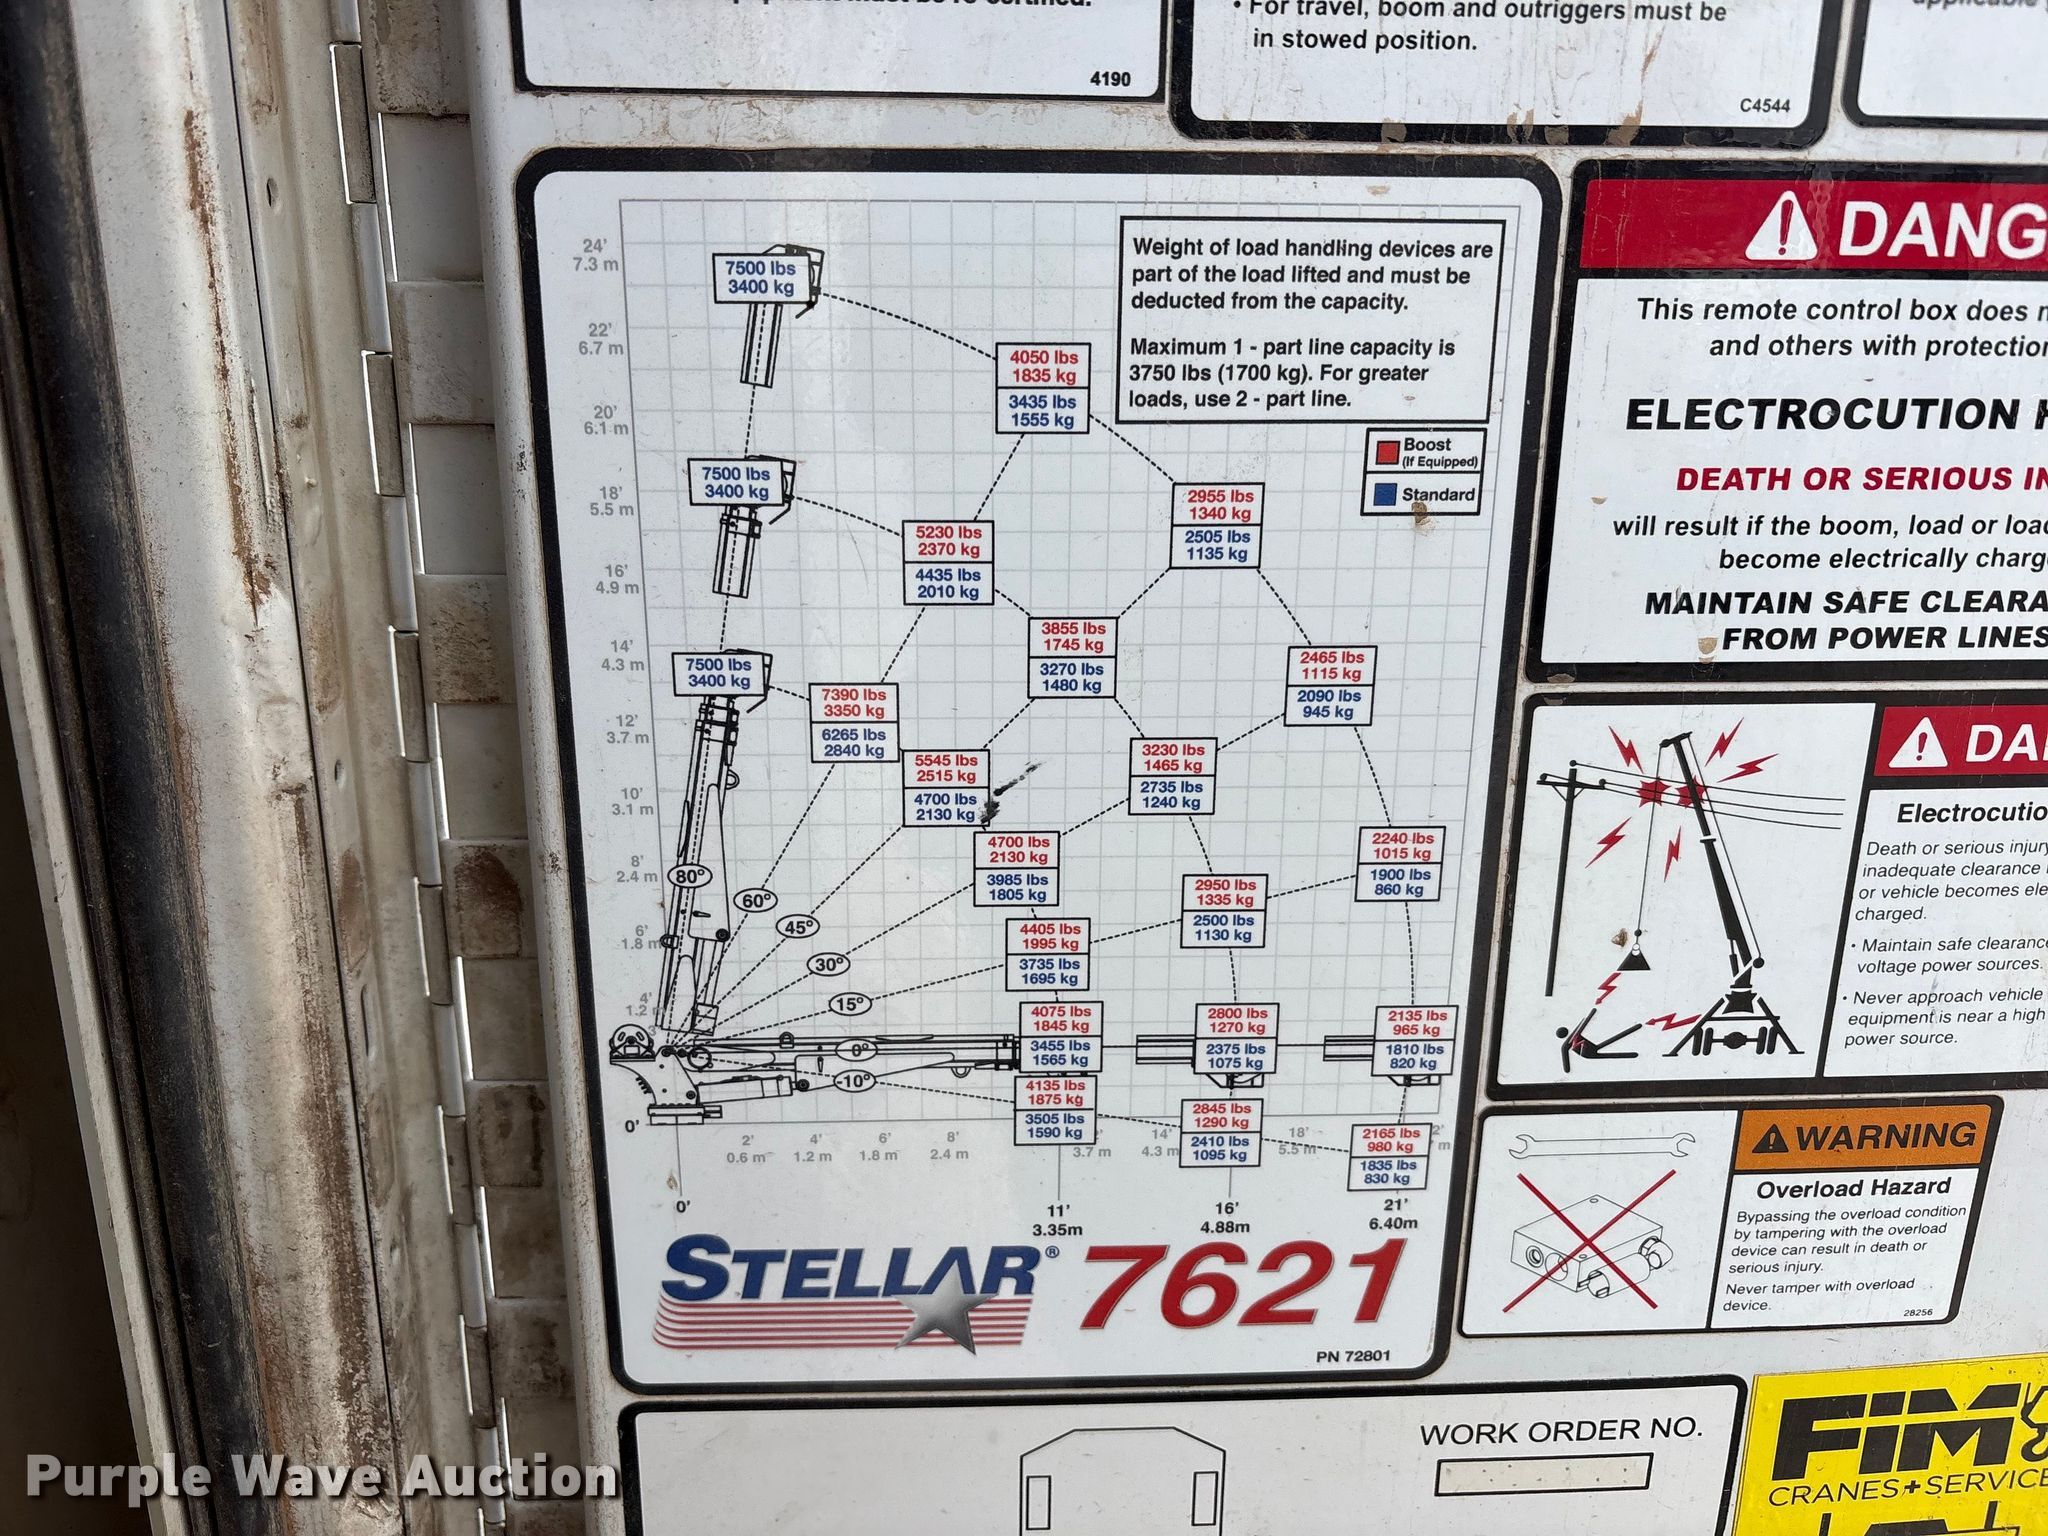 must be re-certified.
4190
• For travel, boom and outriggers must be
in stowed position.
C4544
applicable
Weight of load handling devices are
part of the load lifted and must be
deducted from the capacity.
Maximum 1 - part line capacity is
3750 lbs (1700 kg). For greater
loads, use 2 - part line.
Boost
(If Equipped)
Standard
24'
7.3 m
22'
6.7 m
20'
6.1 m
18'
5.5 m
16'
4.9 m
14'
4.3 m
12'
3.7 m
10'
3.1 m
8'
2.4 m
6'
1.8 m
4'
1.2 m
0'
7500 lbs
3400 kg
4050 lbs
1835 kg
3435 lbs
1555 kg
7500 lbs
3400 kg
2955 lbs
1340 kg
2505 lbs
1135 kg
5230 lbs
2370 kg
4435 lbs
2010 kg
3855 lbs
1745 kg
3270 lbs
1480 kg
7500 lbs
3400 kg
2465 lbs
1115 kg
2090 lbs
945 kg
7390 lbs
3350 kg
6265 lbs
2840 kg
5545 lbs
2515 kg
4700 lbs
2130 kg
3230 lbs
1465 kg
2735 lbs
1240 kg
4700 lbs
2130 kg
3985 lbs
1805 kg
2240 lbs
1015 kg
1900 lbs
860 kg
2950 lbs
1335 kg
2500 lbs
1130 kg
4405 lbs
1995 kg
3735 lbs
1695 kg
80°
60°
45°
30°
15°
0°
-10°
4075 lbs
1845 kg
3455 lbs
1565 kg
2800 lbs
1270 kg
2375 lbs
1075 kg
2135 lbs
965 kg
1810 lbs
820 kg
4135 lbs
1875 kg
3505 lbs
1590 kg
2845 lbs
1290 kg
2410 lbs
1095 kg
2165 lbs
980 kg
1835 lbs
830 kg
2' 4' 6' 8' 14' 18'
0.6 m 1.2 m 1.8 m 2.4 m 3.7 m 4.3 m 5.5 m
0' 11' 16' 21'
3.35m 4.88m 6.40m
STELLAR® 7621
PN 72801
DANG
This remote control box does
and others with protection
ELECTROCUTION
DEATH OR SERIOUS IN
will result if the boom, load or load
become electrically charg
MAINTAIN SAFE CLEARA
FROM POWER LINES
DA
Electrocutio
Death or serious injury
inadequate clearance
or vehicle becomes ele
charged.
• Maintain safe clearance
voltage power sources.
• Never approach vehicle
equipment is near a high
power source.
WARNING
Overload Hazard
Bypassing the overload condition
by tampering with the overload
device can result in death or
serious injury.
Never tamper with overload
device.
28256
WORK ORDER NO.
FIM
CRANES+SERVICE
Purple Wave Auction